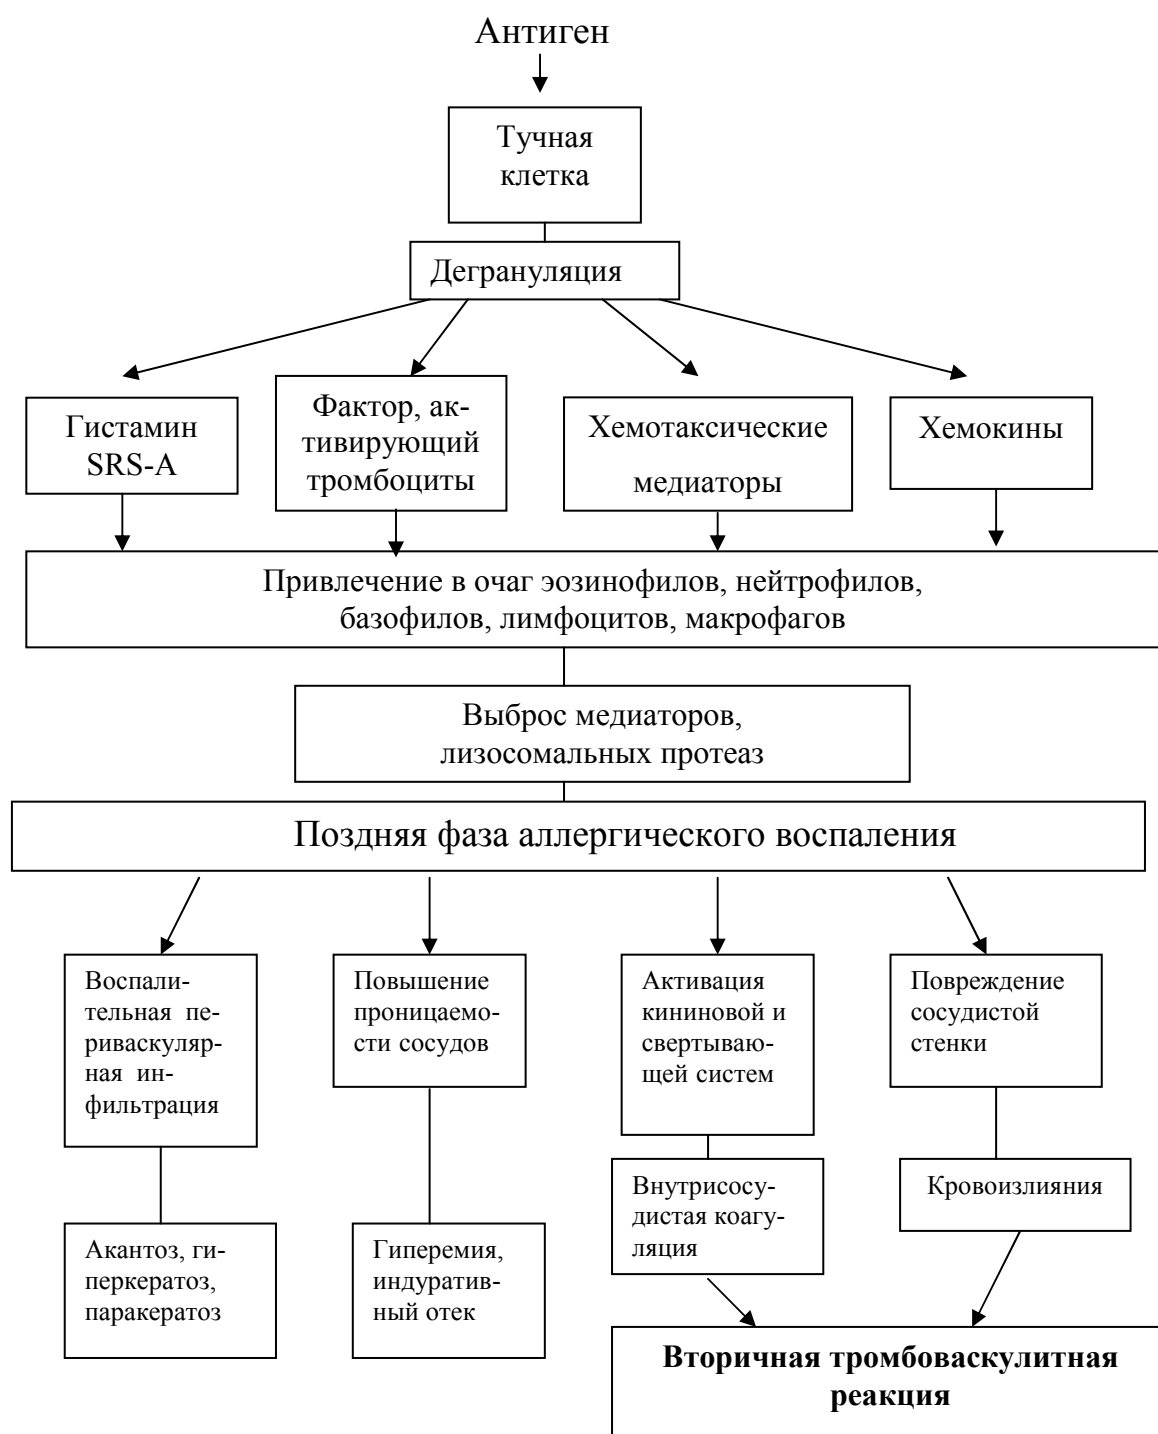 Антиген
Тучная
клетка
Дегрануляция
Гистамин
SRS-A
Фактор, ак-
тивирующий
тромбоциты
Хемотаксические
медиаторы
Хемокины
Привлечение в очаг эозинофилов, нейтрофилов,
базофилов, лимфоцитов, макрофагов
Выброс медиаторов,
лизосомальных протеаз
Поздняя фаза аллергического воспаления
Воспали-
тельная пе-
риваскуляр-
ная ин-
фильтрация
Повышение
проницаемо-
сти сосудов
Активация
кининовой и
свертываю-
щей систем
Повреждение
сосудистой
стенки
Внутрисосу-
дистая коагу-
ляция
Кровоизлияния
Акантоз, ги-
перкератоз,
паракератоз
Гиперемия,
индуратив-
ный отек
Вторичная тромбоваскулитная
реакция